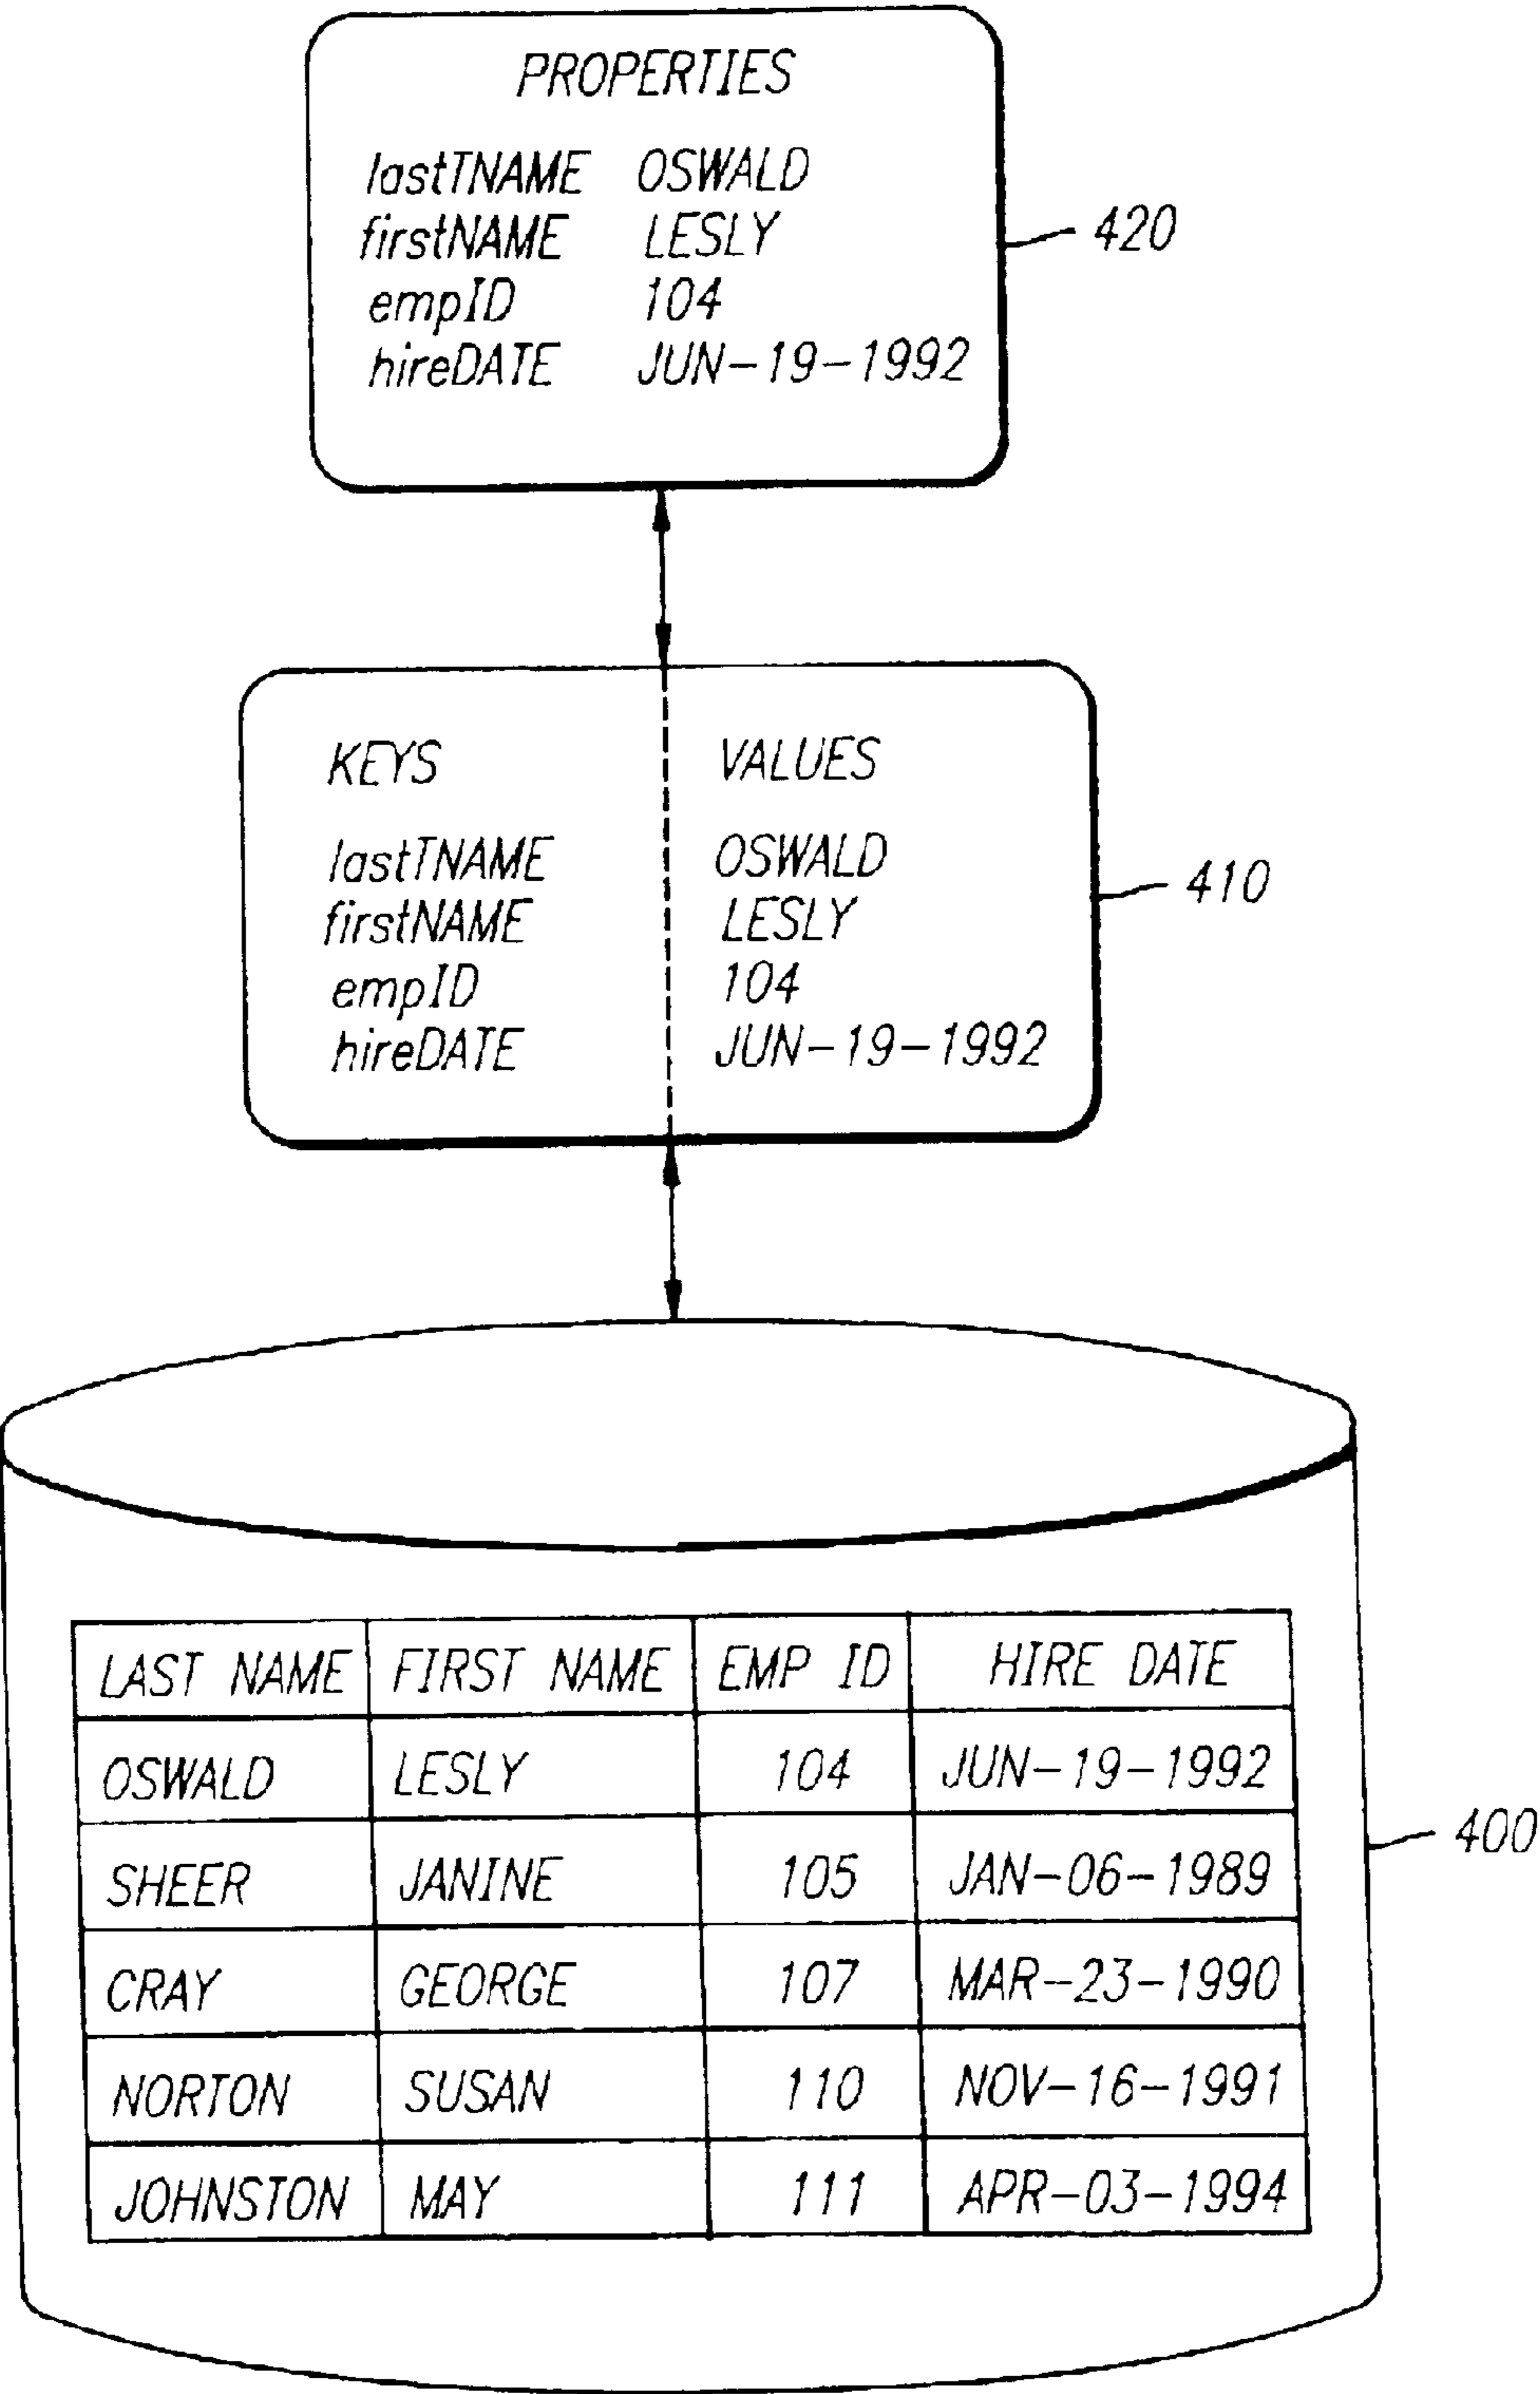 PROPERTIES
lastTNAME OSWALD
firstNAME LESLY
empID 104
hireDATE JUN-19-1992
420
KEYS VALUES
lastTNAME OSWALD
firstNAME LESLY
empID 104
hireDATE JUN-19-1992
410
LAST NAME FIRST NAME EMP ID HIRE DATE
OSWALD LESLY 104 JUN-19-1992
SHEER JANINE 105 JAN-06-1989
CRAY GEORGE 107 MAR-23-1990
NORTON SUSAN 110 NOV-16-1991
JOHNSTON MAY 111 APR-03-1994
400